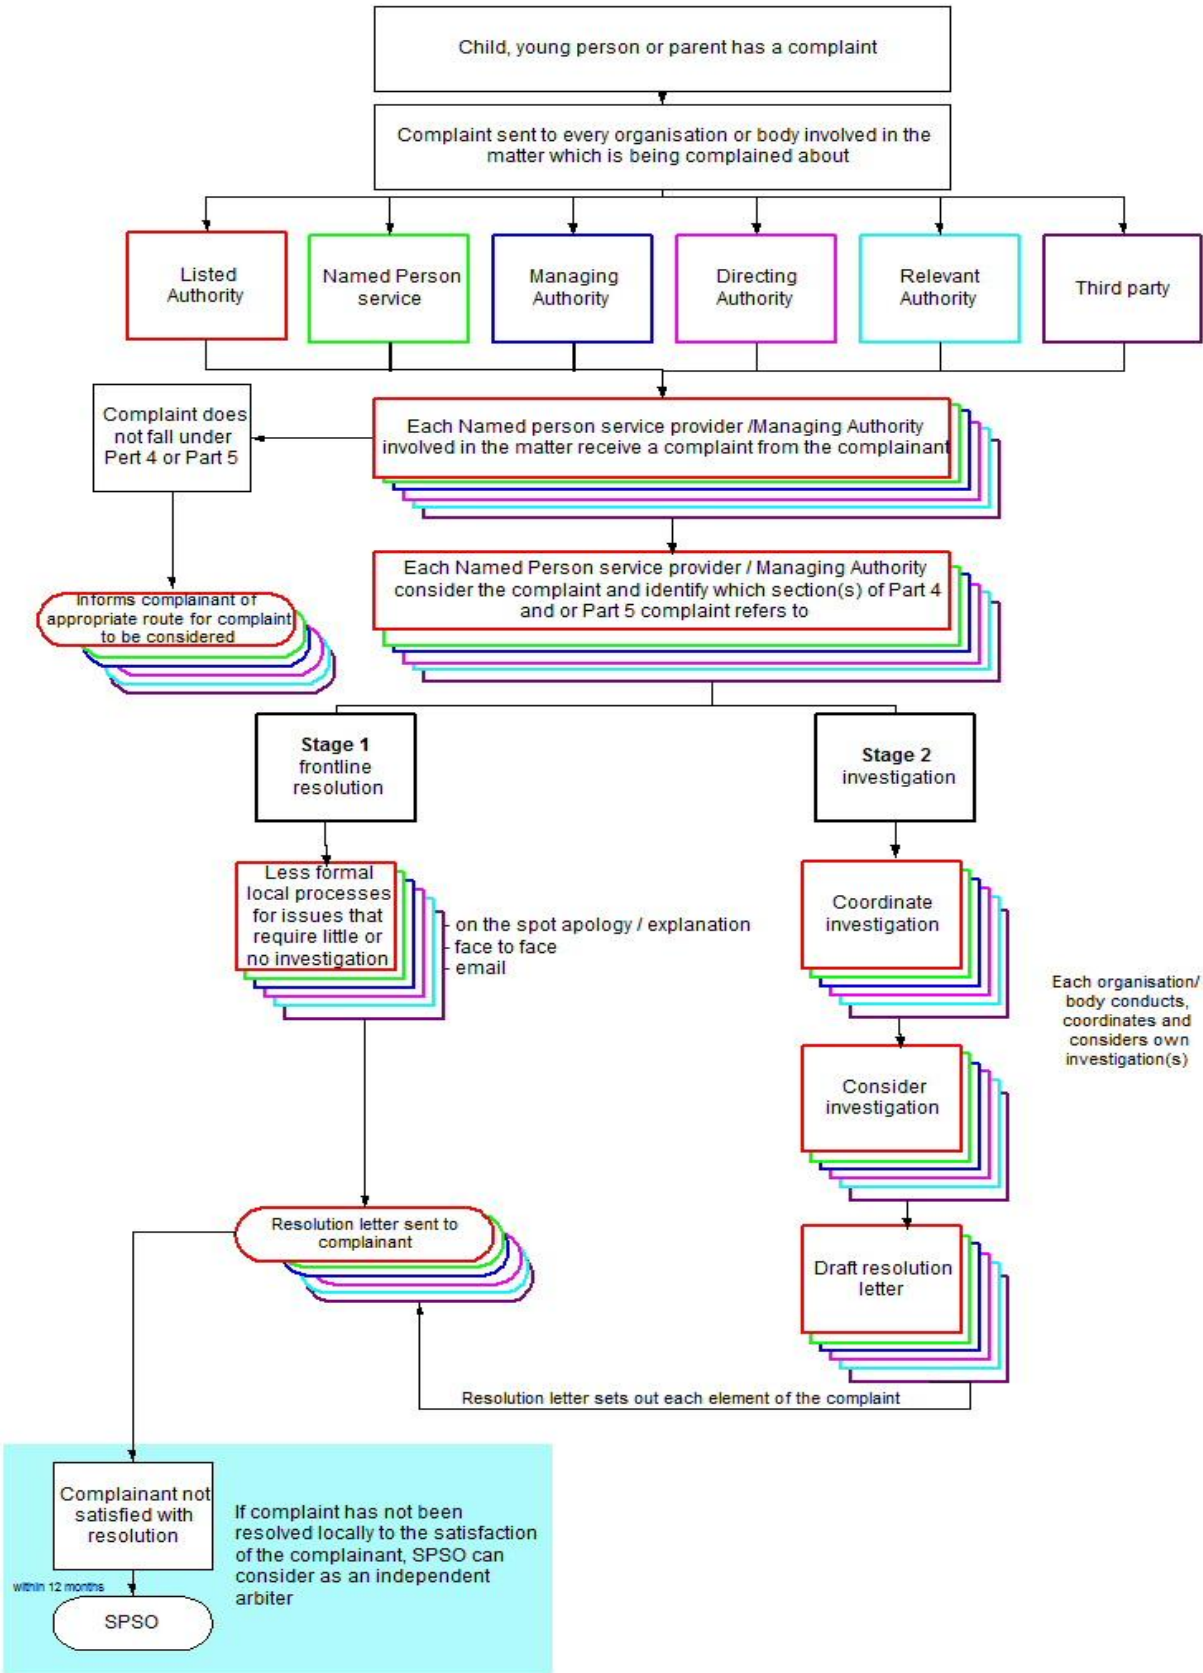 Child, young person or parent has a complaint
Complaint sent to every organisation or body involved in the
matter which is being complained about
Listed
Authority
Named Person
service
Managing
Authority
Directing
Authority
Relevant
Authority
Third party
Complaint does
not fall under
Pert 4 or Part 5
Each Named person service provider /Managing Authority
involved in the matter receive a complaint from the complainant
Each Named Person service provider / Managing Authority
consider the complaint and identify which section(s) of Part 4
and or Part 5 complaint refers to
Informs complainant of
appropriate route for complaint
to be considered
Stage 1
frontline
resolution
Stage 2
investigation
Less formal
local processes
for issues that
require little or
no investigation
- on the spot apology / explanation
- face to face
- email
Coordinate
investigation
Each organisation/
body conducts,
coordinates and
considers own
investigation(s)
Consider
investigation
Resolution letter sent to
complainant
Draft resolution
letter
Resolution letter sets out each element of the complaint
Complainant not
satisfied with
resolution
If complaint has not been
resolved locally to the satisfaction
of the complainant, SPSO can
consider as an independent
arbiter
within 12 months
SPSO